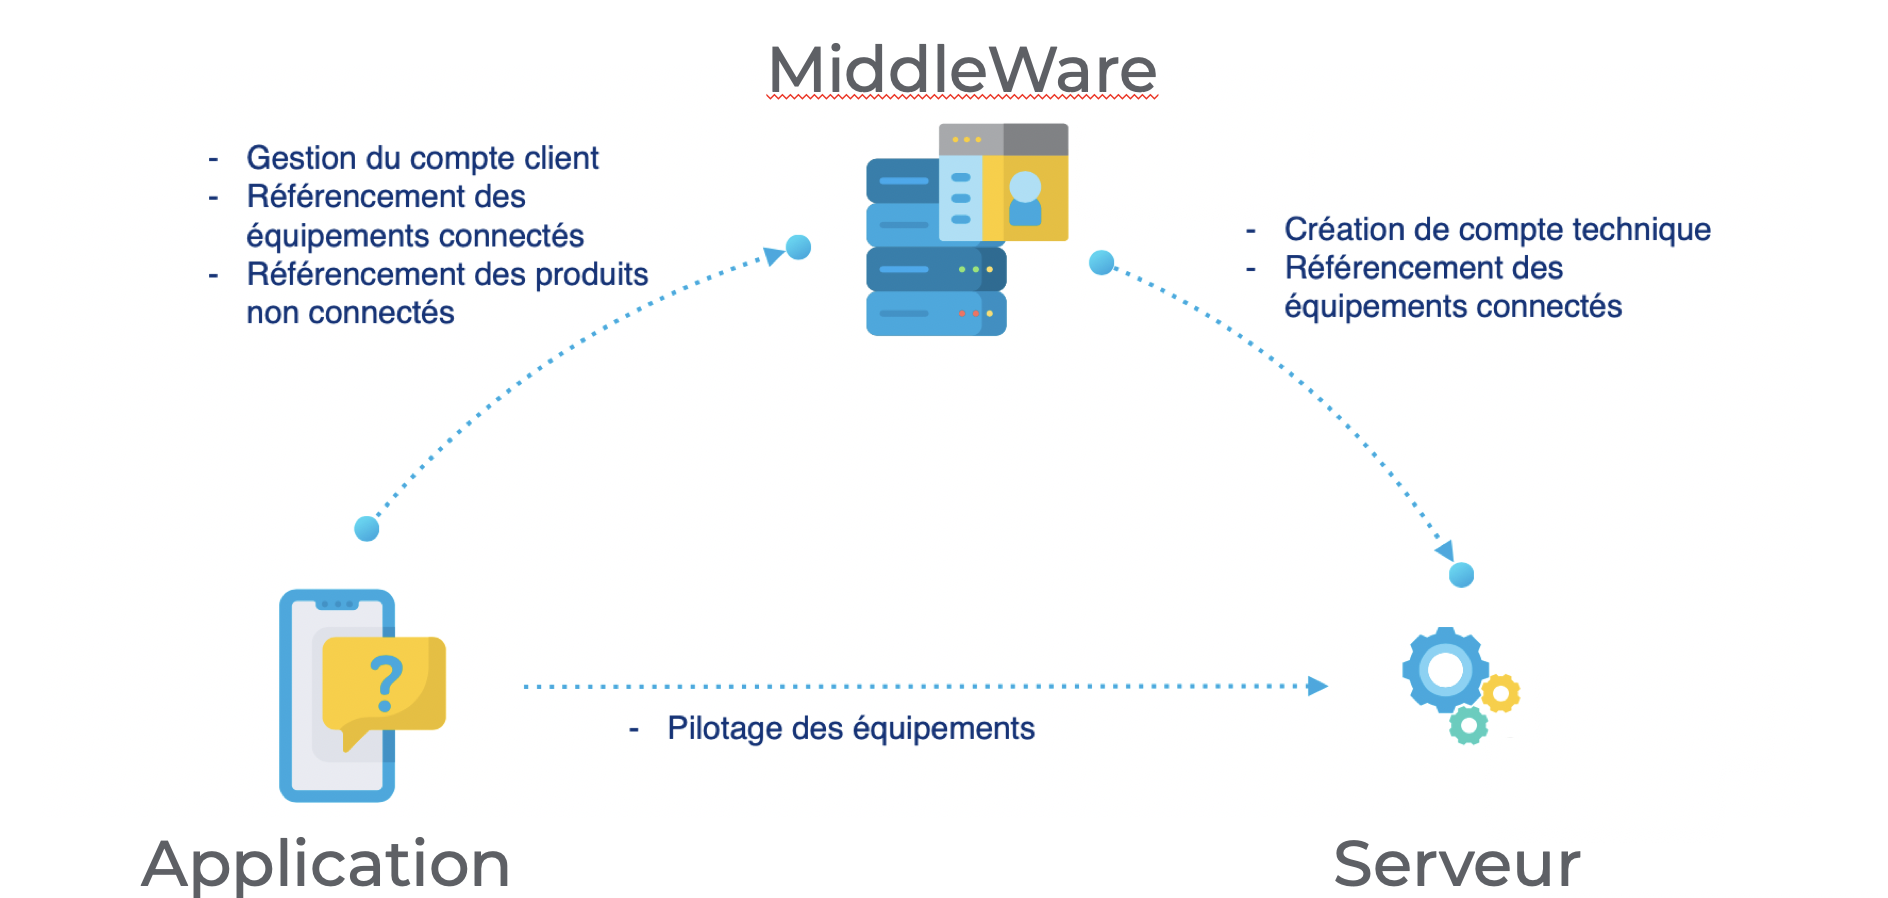 MiddleWare
- Gestion du compte client
- Référencement des
équipements connectés
- Référencement des produits
non connectés
- Création de compte technique
- Référencement des
équipements connectés
?
- Pilotage des équipements
Application
Serveur